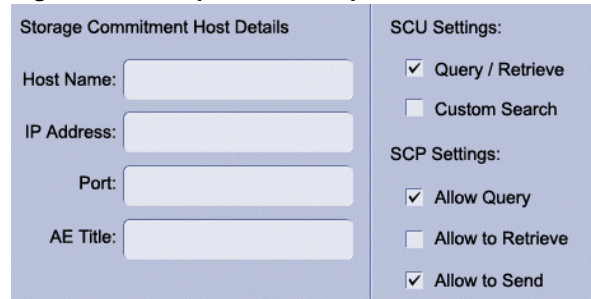 Storage Commitment Host Details
Host Name:
IP Address:
Port:
AE Title:
SCU Settings:
Query / Retrieve
Custom Search
SCP Settings:
Allow Query
Allow to Retrieve
Allow to Send